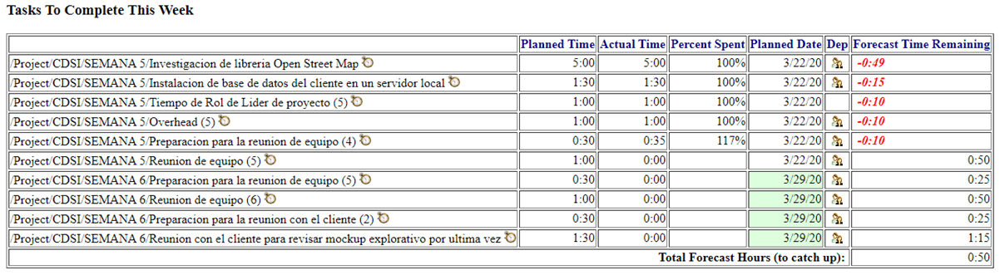 Tasks To Complete This Week
Planned Time Actual Time Percent Spent Planned Date Dep Forecast Time Remaining
/Project/CDSI/SEMANA 5/Investigacion de libreria Open Street Map 5:00 5:00 100% 3/22/20 -0:49
/Project/CDSI/SEMANA 5/Instalacion de base de datos del cliente en un servidor local 1:30 1:30 100% 3/22/20 -0:15
/Project/CDSI/SEMANA 5/Tiempo de Rol de Lider de proyecto (5) 1:00 1:00 100% 3/22/20 -0:10
/Project/CDSI/SEMANA 5/Overhead (5) 1:00 1:00 100% 3/22/20 -0:10
/Project/CDSI/SEMANA 5/Preparacion para la reunion de equipo (4) 0:30 0:35 117% 3/22/20 -0:10
/Project/CDSI/SEMANA 5/Reunion de equipo (5) 1:00 0:00 3/22/20 0:50
/Project/CDSI/SEMANA 6/Preparacion para la reunion de equipo (5) 0:30 0:00 3/29/20 0:25
/Project/CDSI/SEMANA 6/Reunion de equipo (6) 1:00 0:00 3/29/20 0:50
/Project/CDSI/SEMANA 6/Preparacion para la reunion con el cliente (2) 0:30 0:00 3/29/20 0:25
/Project/CDSI/SEMANA 6/Reunion con el cliente para revisar mockup explorativo por ultima vez 1:30 0:00 3/29/20 1:15
Total Forecast Hours (to catch up): 0:50